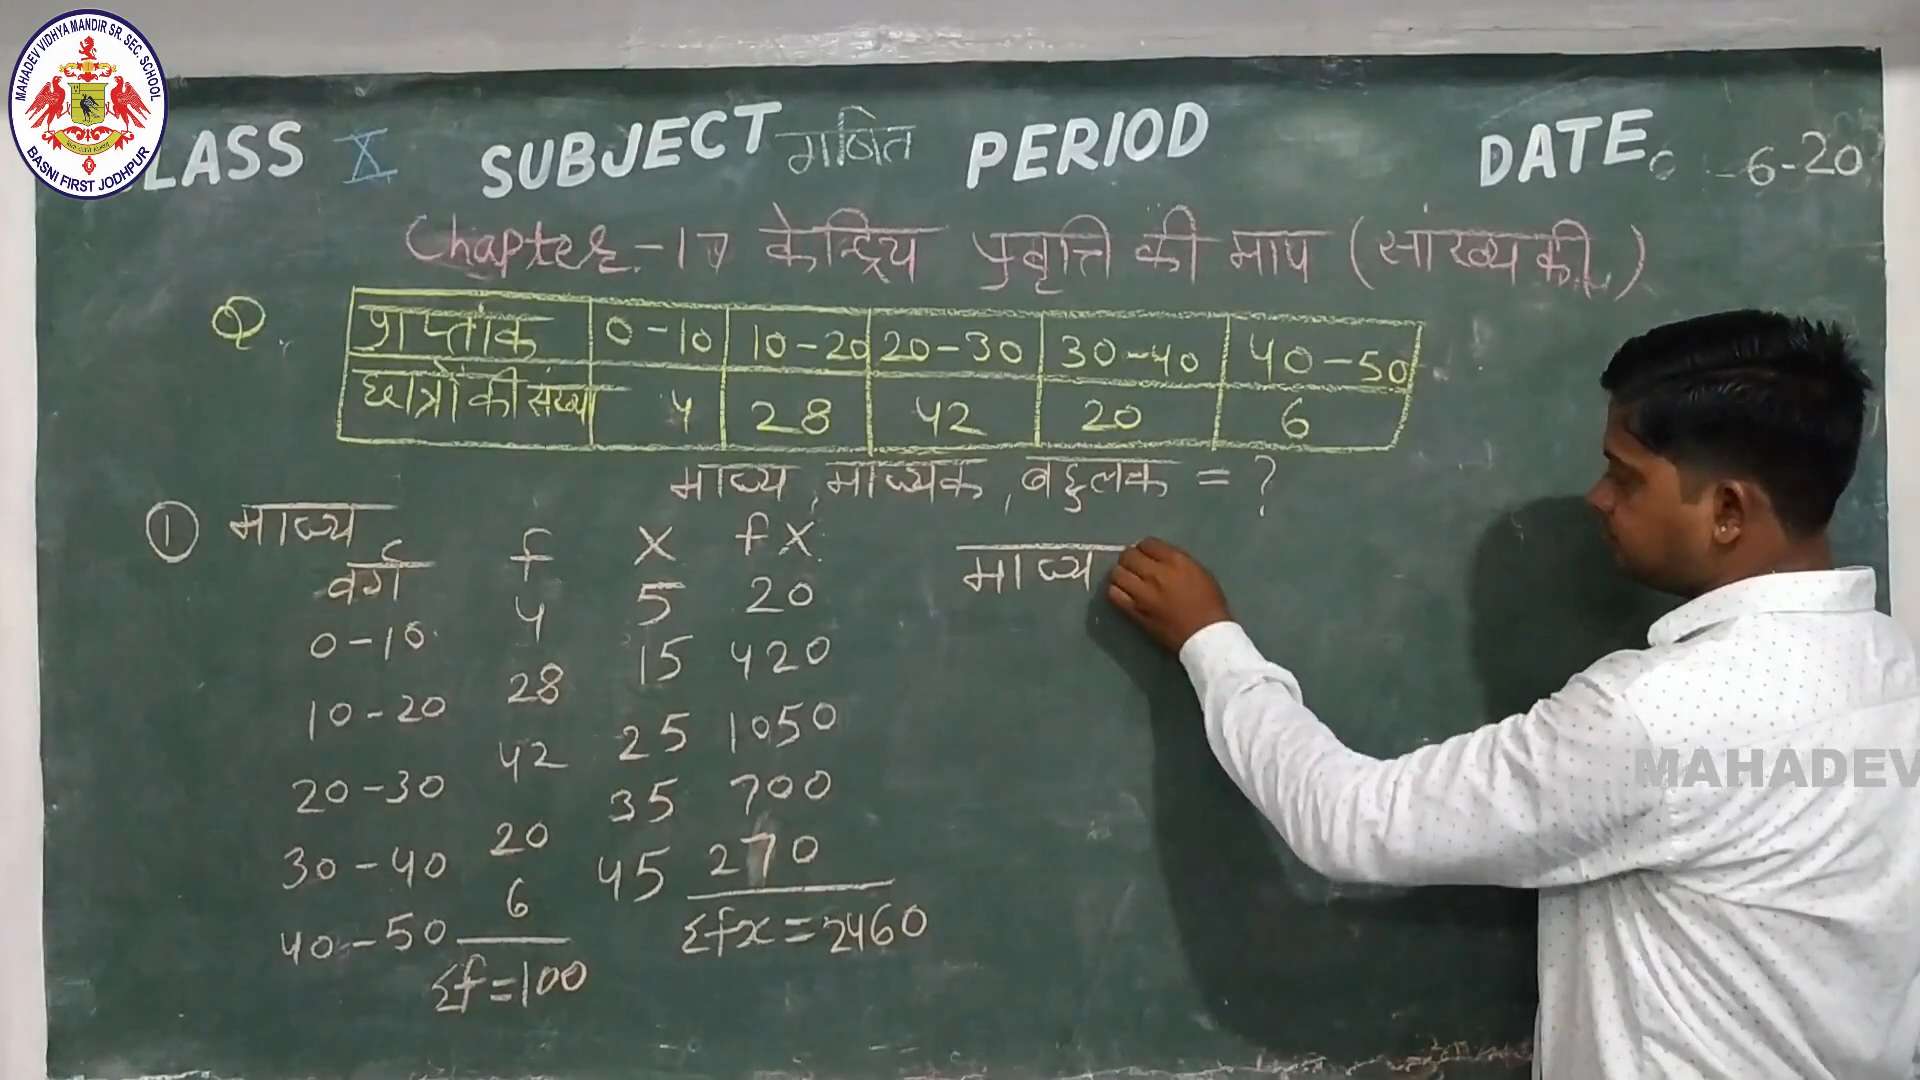 MAHADEV VIDHYA MANDIR SR. SEC. SCHOOL
BASNI FIRST JODHPUR
LASS X SUBJECT गणित PERIOD DATE 6-20
Chapter-17 केन्द्रिय प्रवृत्ति की माप (सांख्यकी)
Q.
प्राप्तांक 0-10 10-20 20-30 30-40 40-50
छात्रों की संख्या 4 28 42 20 6
माध्य, माध्यक, बहुलक = ?
① माध्य
वर्ग f X fX
0-10 4 5 20
10-20 28 15 420
20-30 42 25 1050
30-40 20 35 700
40-50 6 45 270
Σf=100 Σfx=2460
माध्य
MAHADEV